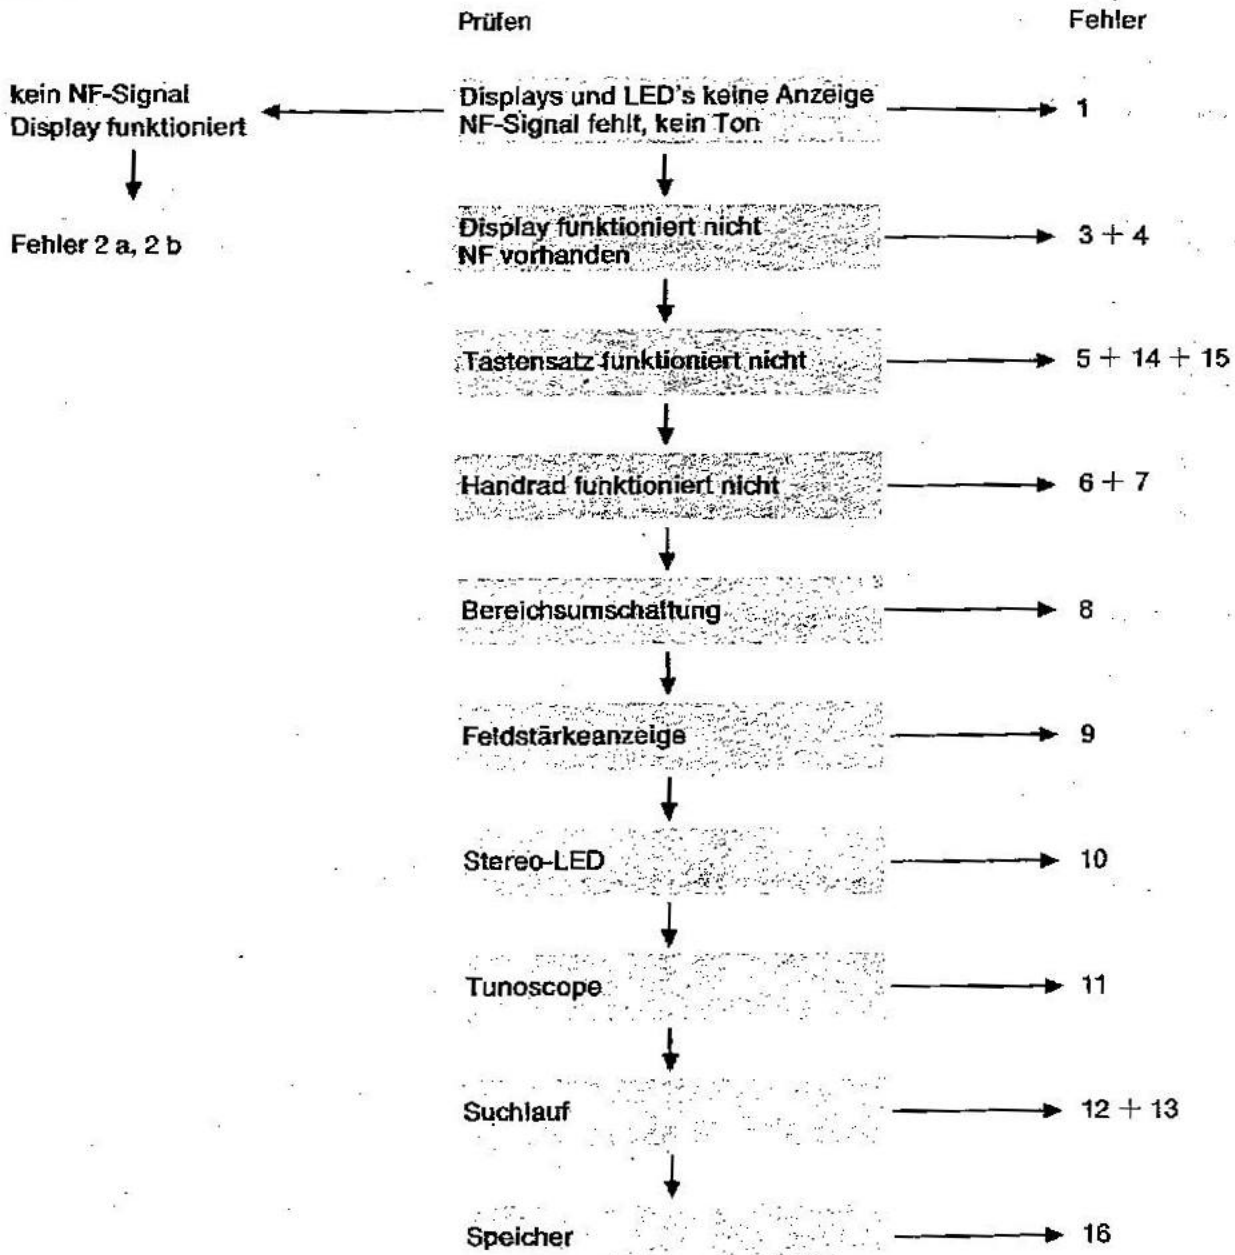 Prüfen
Fehler
kein NF-Signal
Display funktioniert
Fehler 2 a, 2 b
Displays und LED's keine Anzeige
NF-Signal fehlt, kein Ton
1
Display funktioniert nicht
NF vorhanden
3 + 4
Tastensatz funktioniert nicht
5 + 14 + 15
Handrad funktioniert nicht
6 + 7
Bereichsumschaltung
8
Feldstärkeanzeige
9
Stereo-LED
10
Tunoscope
11
Suchlauf
12 + 13
Speicher
16